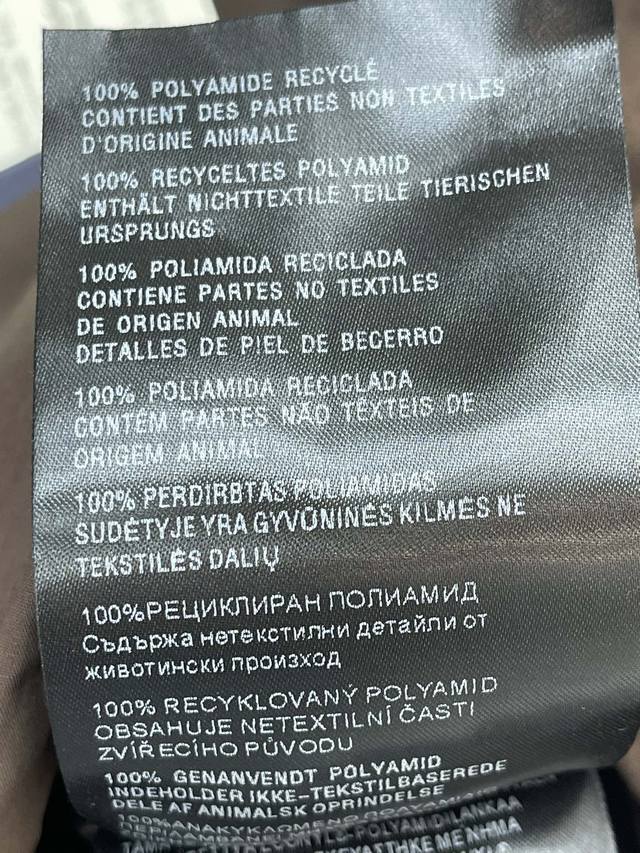 100% POLYAMIDE RECYCLÉ
CONTIENT DES PARTIES NON TEXTILES
D'ORIGINE ANIMALE
100% RECYCELTES POLYAMID
ENTHÄLT NICHTTEXTILE TEILE TIERISCHEN
URSPRUNGS
100% POLIAMIDA RECICLADA
CONTIENE PARTES NO TEXTILES
DE ORIGEN ANIMAL
DETALLES DE PIEL DE BECERRO
100% POLIAMIDA RECICLADA
CONTÉM PARTES NÃO TÊXTEIS DE
ORIGEM ANIMAL
100% PERDIRBTAS POLIAMIDAS
SUDĖTYJE YRA GYVŪNINĖS KILMĖS NE
TEKSTILĖS DALIŲ
100%РЕЦИКЛИРАН ПОЛИАМИД
Съдържа нетекстилни детайли от
животински произход
100% RECYKLOVANÝ POLYAMID
OBSAHUJE NETEXTILNÍ ČASTI
ZVÍŘECÍHO PŮVODU
100% GENANVENDT POLYAMID
INDEHOLDER IKKE-TEKSTILBASEREDE
DELE AF ANIMALSK OPRINDELSE